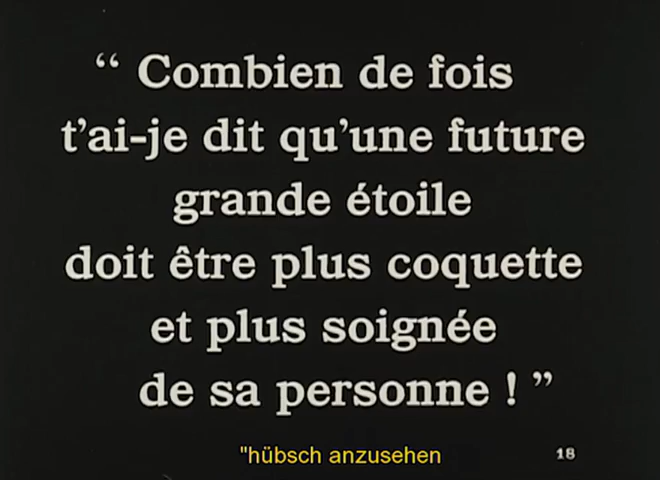 “ Combien de fois
t’ai-je dit qu’une future
grande étoile
doit être plus coquette
et plus soignée
de sa personne ! ”
"hübsch anzusehen
18